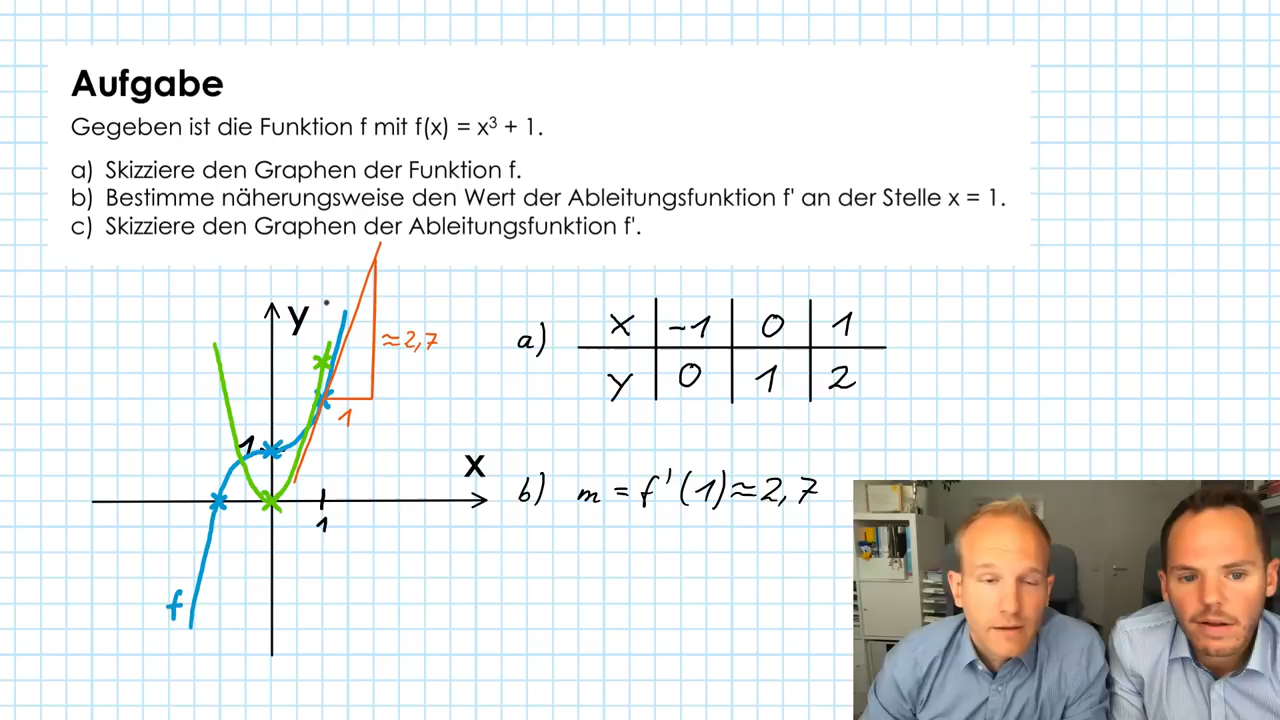 Aufgabe
Gegeben ist die Funktion f mit f(x) = x³ + 1.
a) Skizziere den Graphen der Funktion f.
b) Bestimme näherungsweise den Wert der Ableitungsfunktion f' an der Stelle x = 1.
c) Skizziere den Graphen der Ableitungsfunktion f'.
y
≈2,7
1
1
x
1
f
a)
x -1 0 1
y 0 1 2
b) m = f'(1)≈2,7